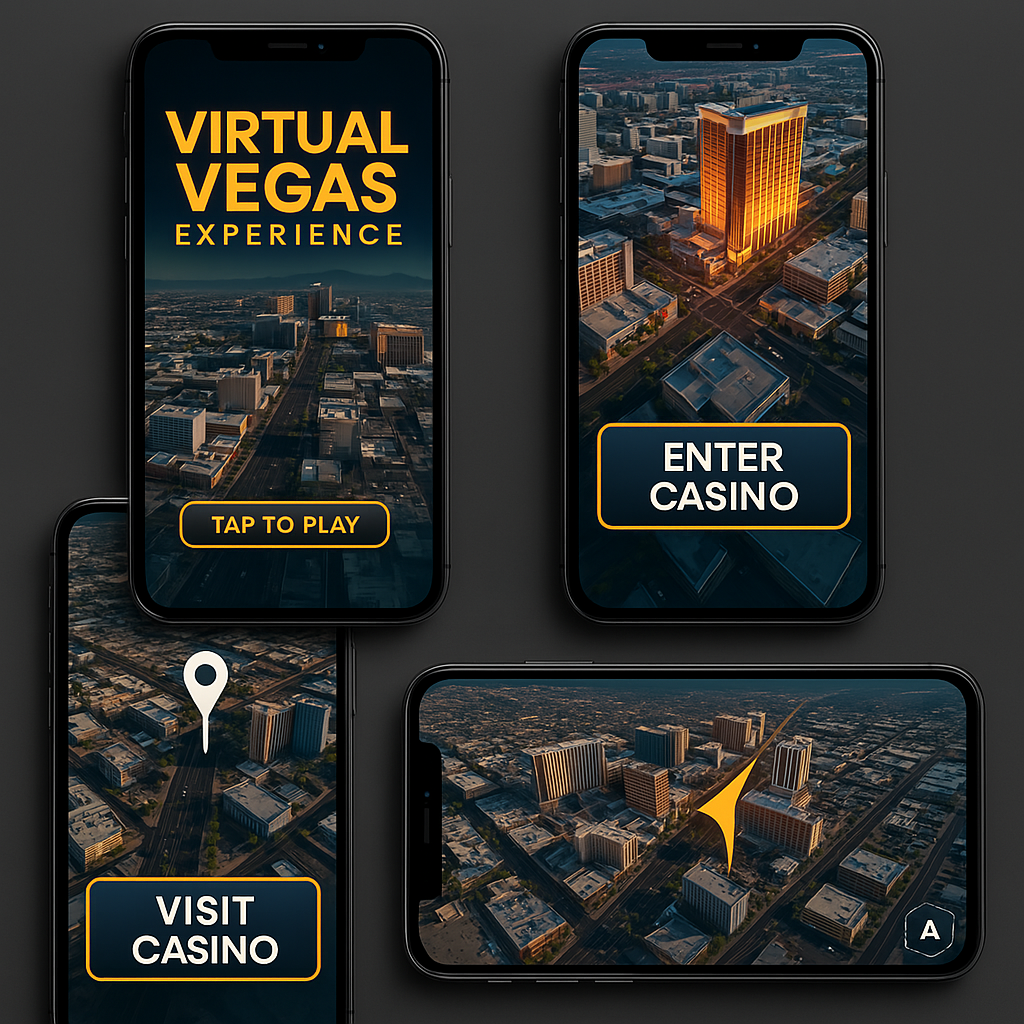 VIRTUAL
VEGAS
EXPERIENCE
TAP TO PLAY
ENTER
CASINO
VISIT
CASINO
A